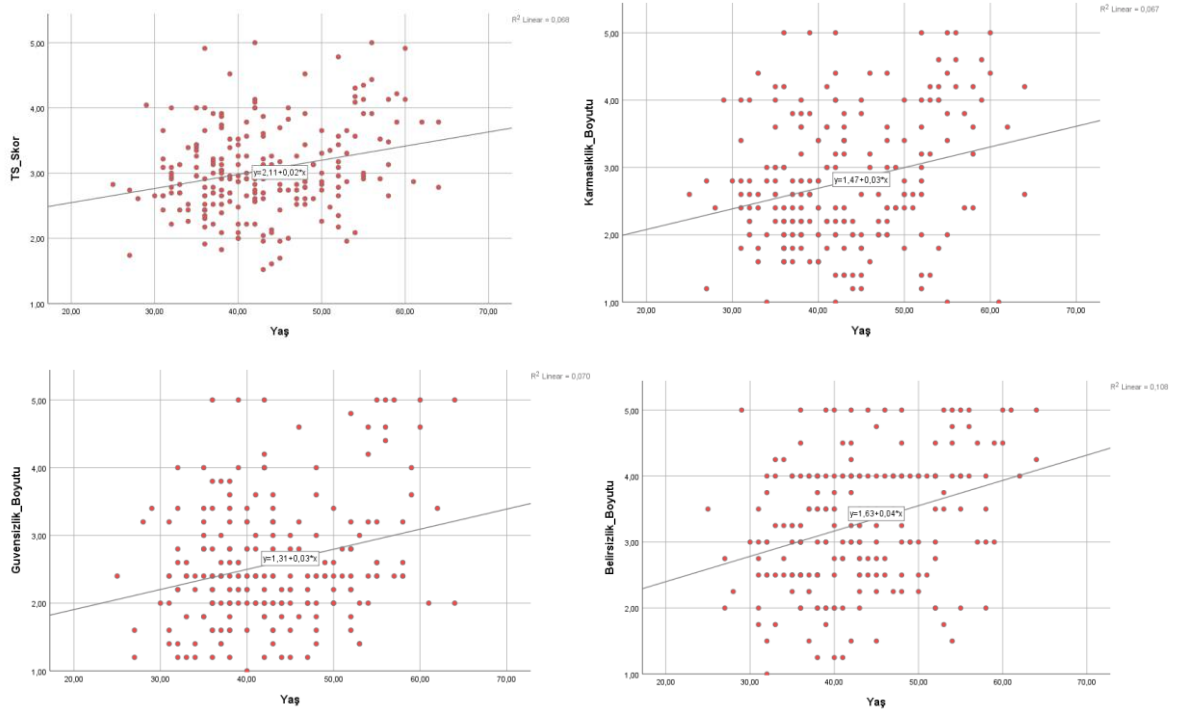 R² Linear = 0,068
TS_Skor
5,00
4,00
3,00
2,00
1,00
y=2,11+0,02*x
20,00 30,00 40,00 50,00 60,00 70,00
Yaş
R² Linear = 0,067
Karmasiklik_Boyutu
5,00
4,00
3,00
2,00
1,00
y=1,47+0,03*x
20,00 30,00 40,00 50,00 60,00 70,00
Yaş
R² Linear = 0,070
Guvensizlik_Boyutu
5,00
4,00
3,00
2,00
1,00
y=1,31+0,03*x
20,00 30,00 40,00 50,00 60,00 70,00
Yaş
R² Linear = 0,108
Belirsizlik_Boyutu
5,00
4,00
3,00
2,00
1,00
y=1,63+0,04*x
20,00 30,00 40,00 50,00 60,00 70,00
Yaş